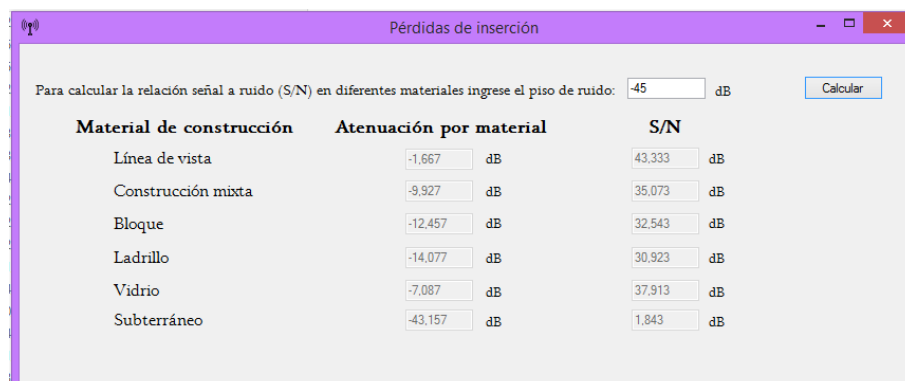 Pérdidas de inserción
Para calcular la relación señal a ruido (S/N) en diferentes materiales ingrese el piso de ruido: -45 dB Calcular
Material de construcción Atenuación por material S/N
Línea de vista -1,667 dB 43,333 dB
Construcción mixta -9,927 dB 35,073 dB
Bloque -12,457 dB 32,543 dB
Ladrillo -14,077 dB 30,923 dB
Vidrio -7,087 dB 37,913 dB
Subterráneo -43,157 dB 1,843 dB